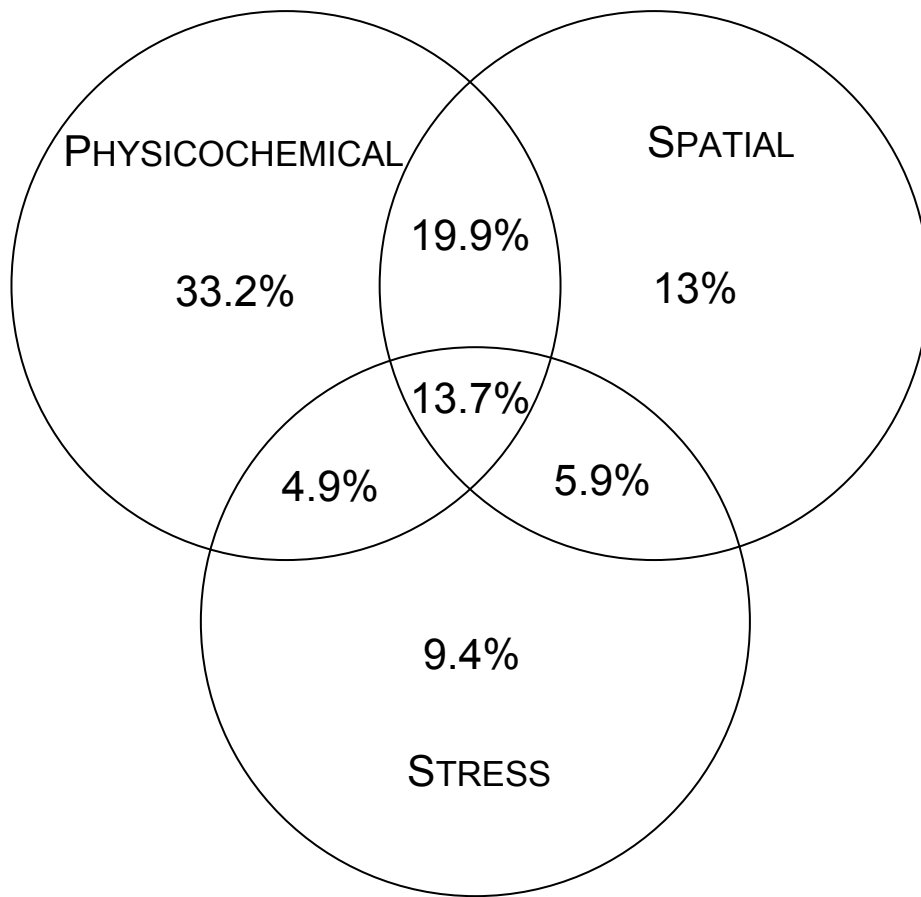 PHYSICOCHEMICAL
SPATIAL
19.9%
33.2%
13%
13.7%
4.9%
5.9%
9.4%
STRESS